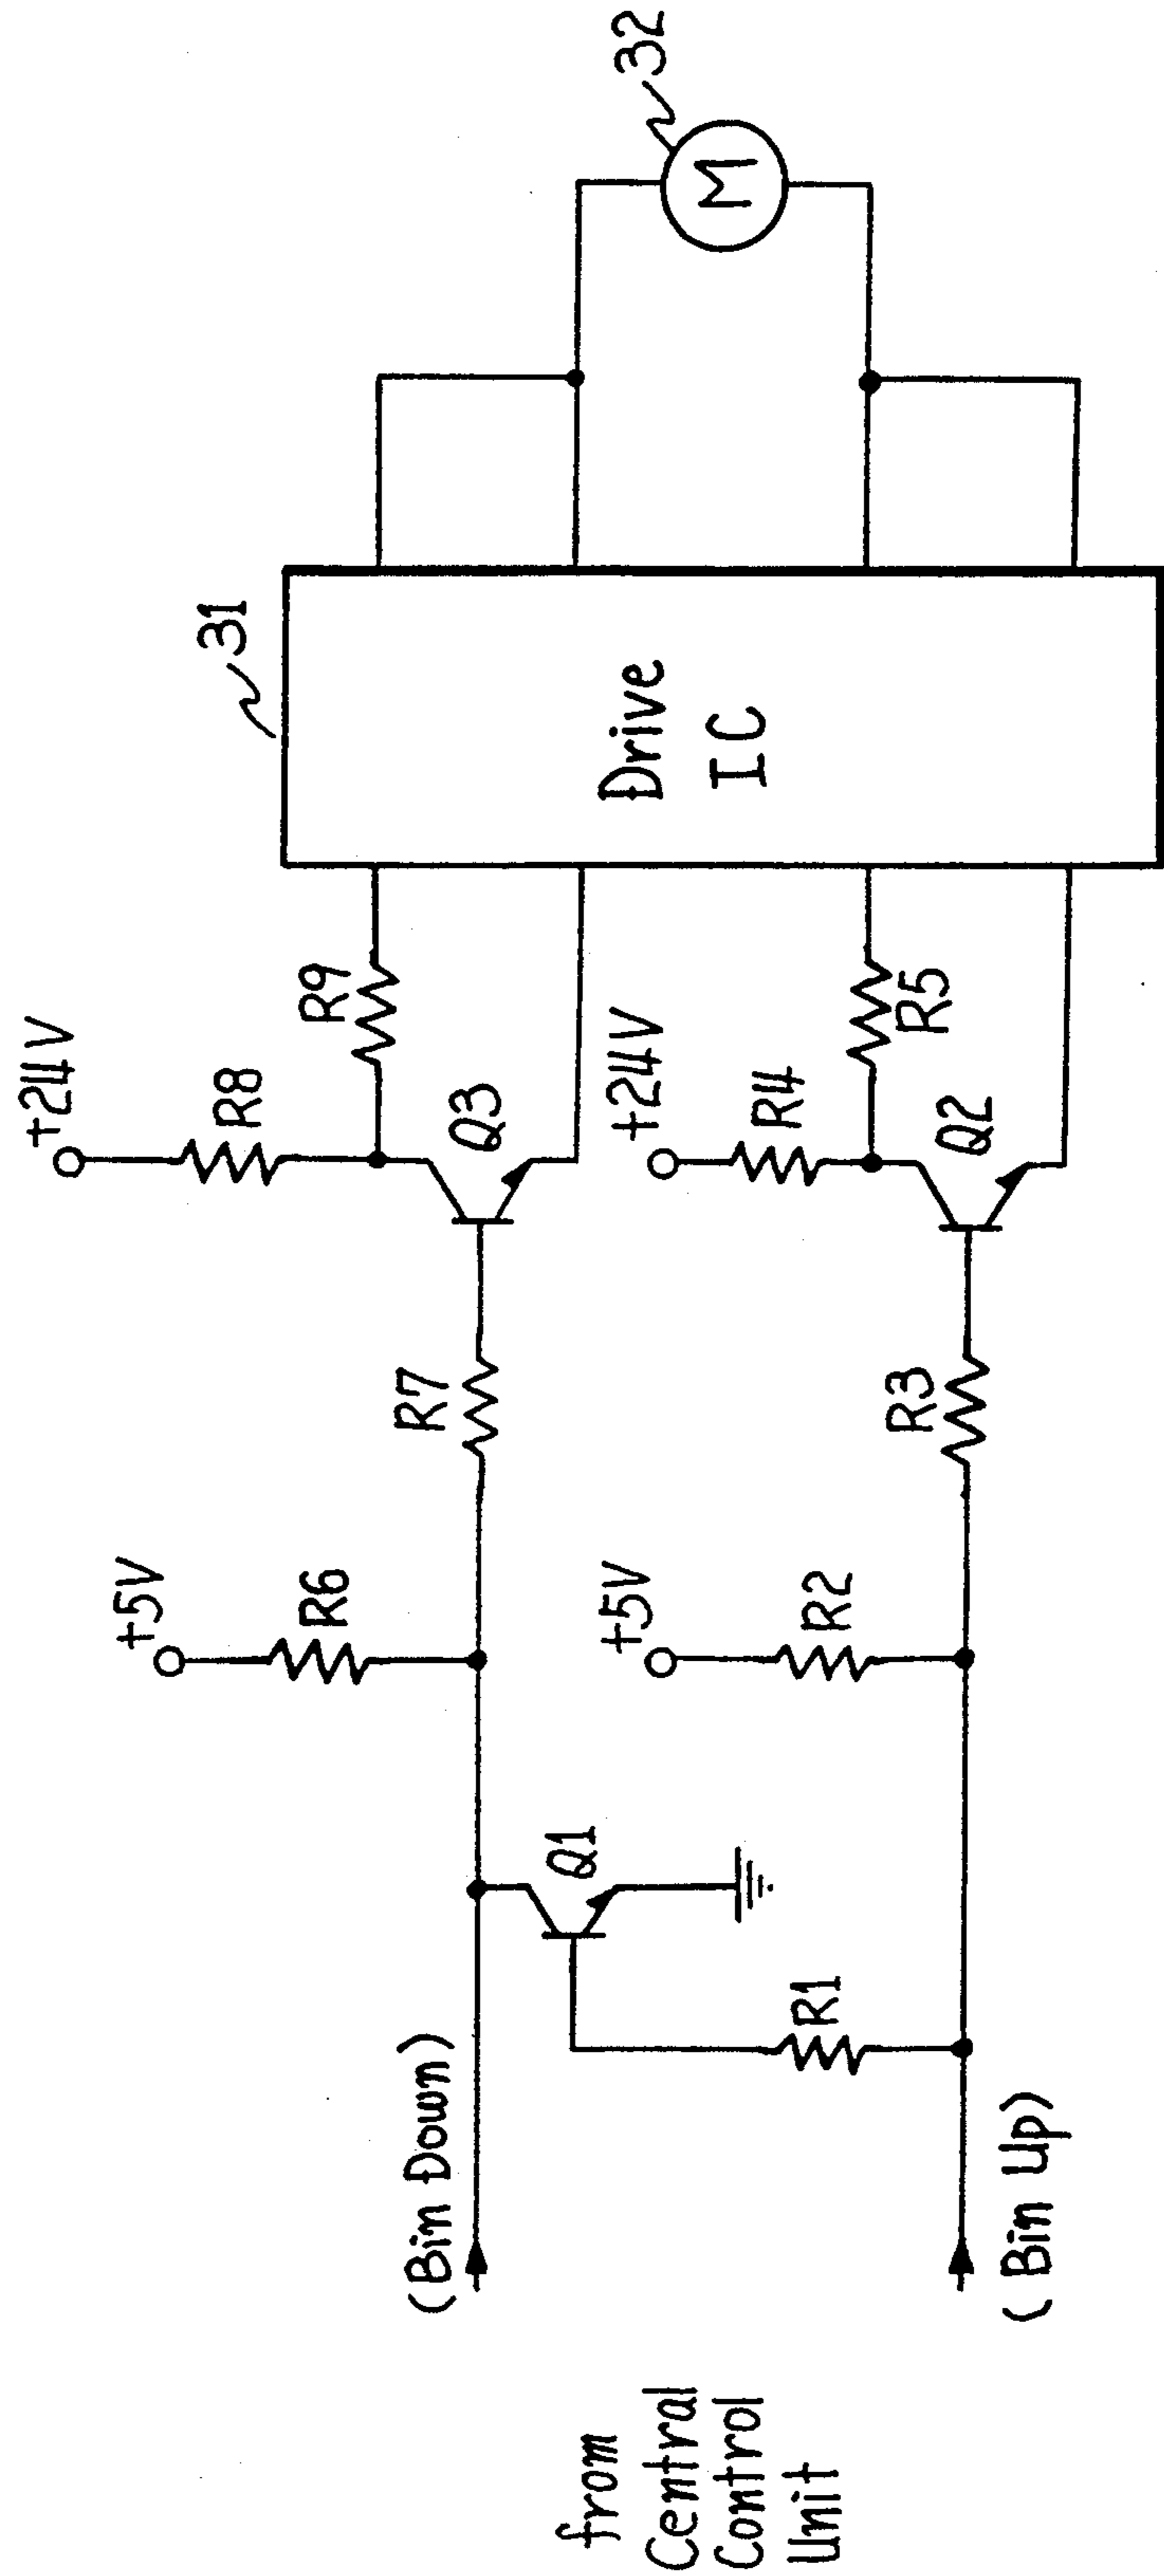 from
Central
Control
Unit
(Bin Down)
(Bin Up)
R1
Q1
+5V
R6
+5V
R2
R7
R3
+24V
R8
R9
Q3
+24V
R4
R5
Q2
31
Drive
IC
M
32